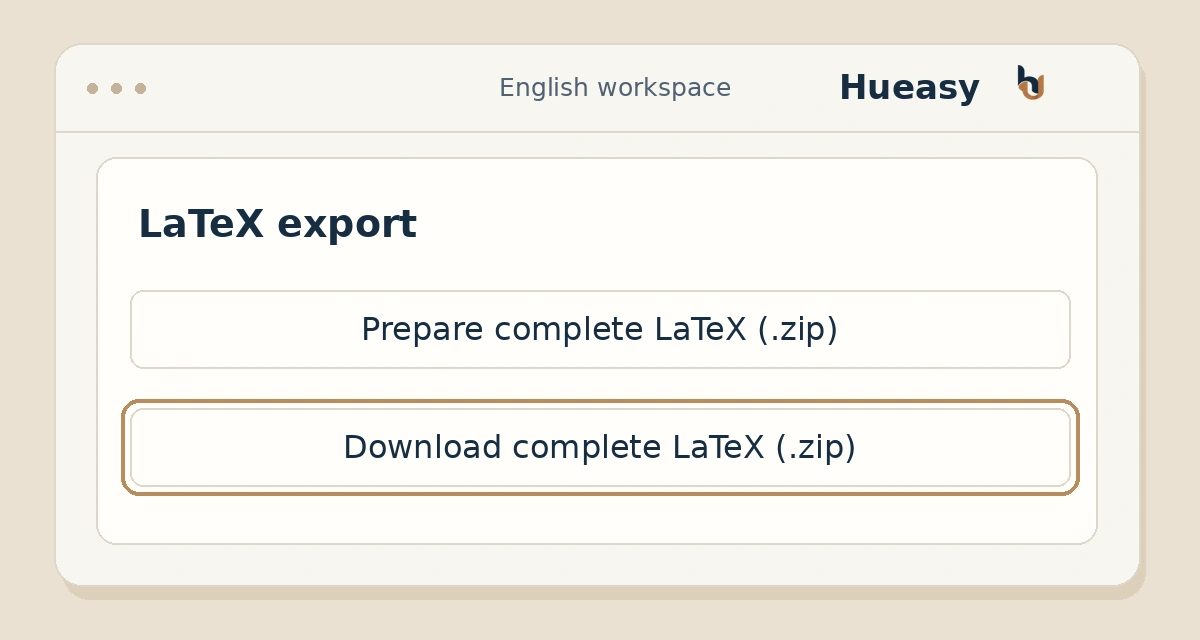 English workspace
Hueasy
LaTeX export
Prepare complete LaTeX (.zip)
Download complete LaTeX (.zip)